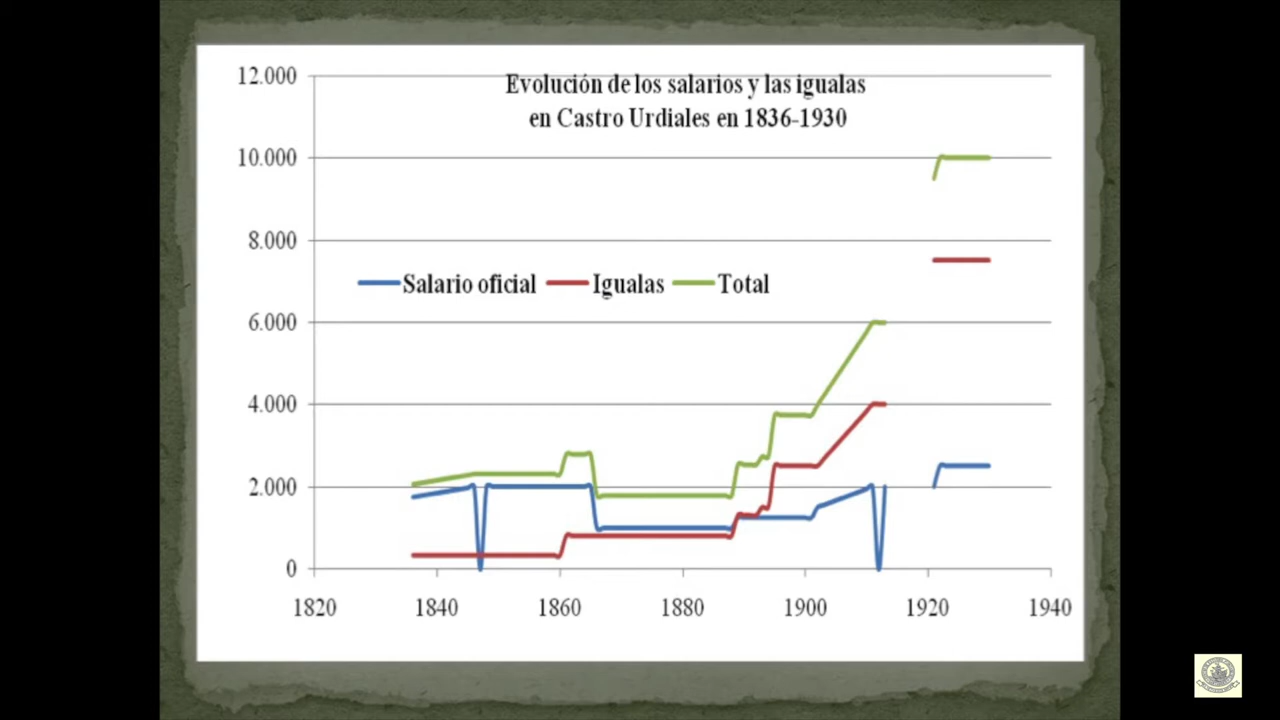 Evolución de los salarios y las igualas
en Castro Urdiales en 1836-1930
12.000
10.000
8.000
Salario oficial Igualas Total
6.000
4.000
2.000
0
1820 1840 1860 1880 1900 1920 1940